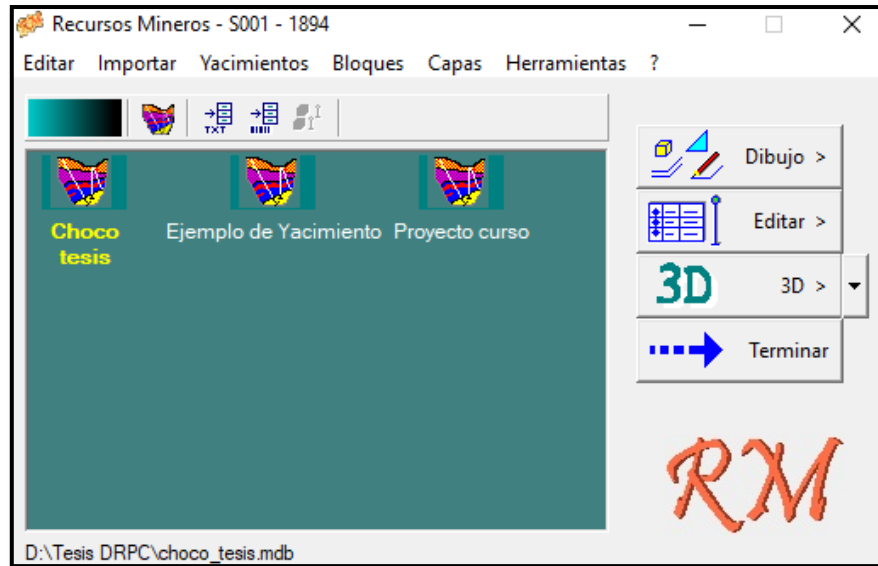 Recursos Mineros - S001 - 1894
Editar Importar Yacimientos Bloques Capas Herramientas ?
TXT
Dibujo >
Editar >
3D 3D >
Terminar
Choco tesis
Ejemplo de Yacimiento
Proyecto curso
RM
D:\Tesis DRPC\choco_tesis.mdb